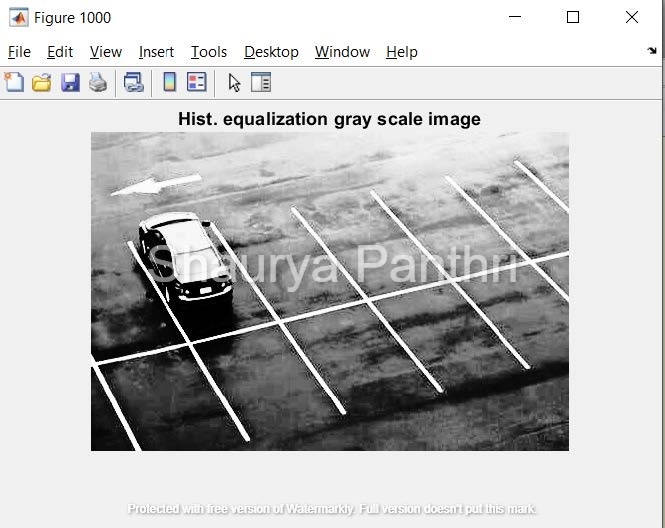 Figure 1000
File Edit View Insert Tools Desktop Window Help
Hist. equalization gray scale image
Shaurya Panthri
Protected with free version of Watermarkly. Full version doesn't put this mark.